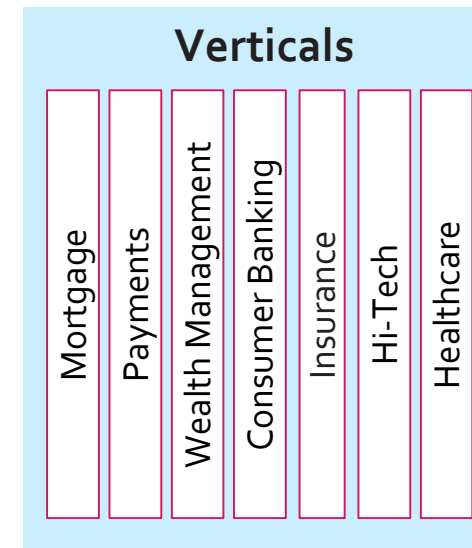 Verticals
Mortgage
Payments
Wealth Management
Consumer Banking
Insurance
Hi-Tech
Healthcare